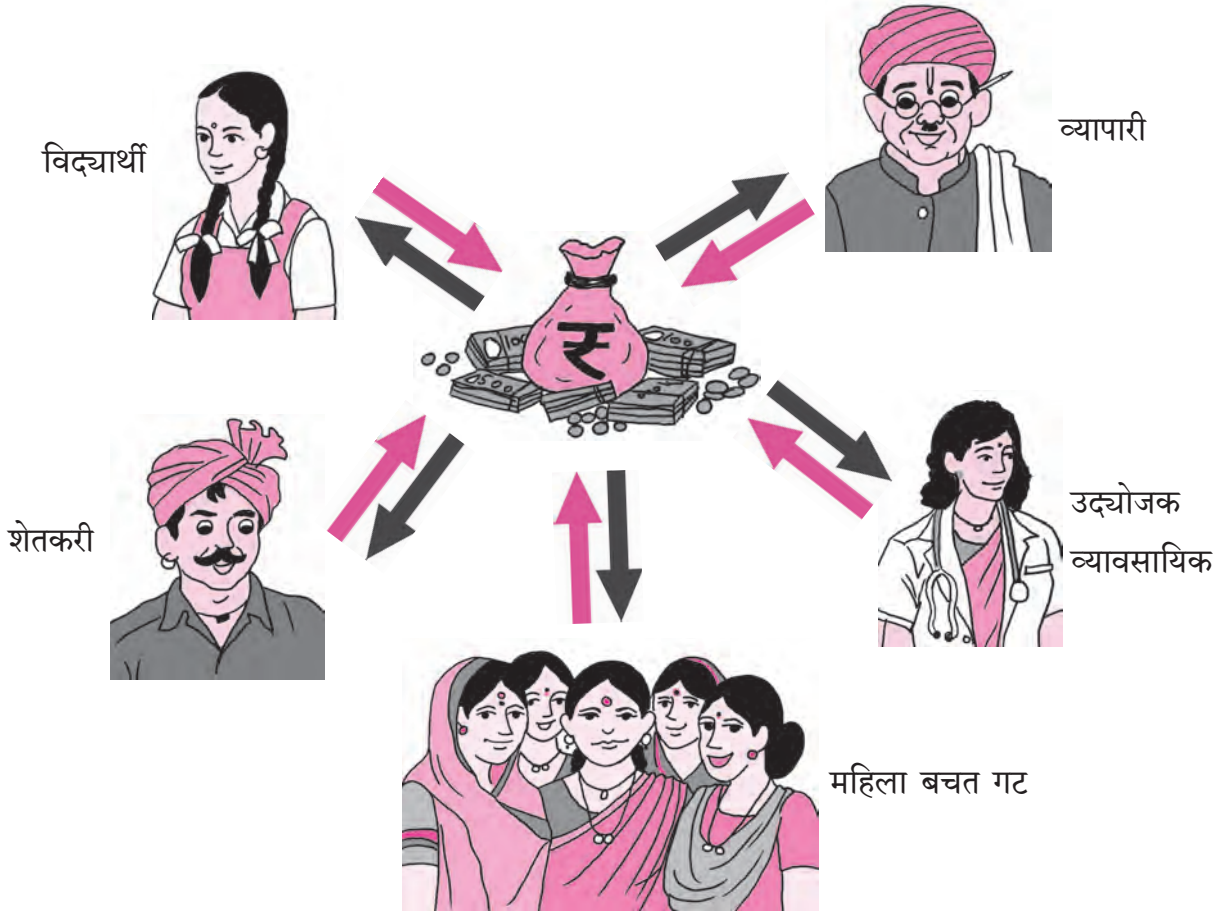 व्यापारी
विद्यार्थी
₹
शेतकरी
उद्योजक
व्यावसायिक
महिला बचत गट